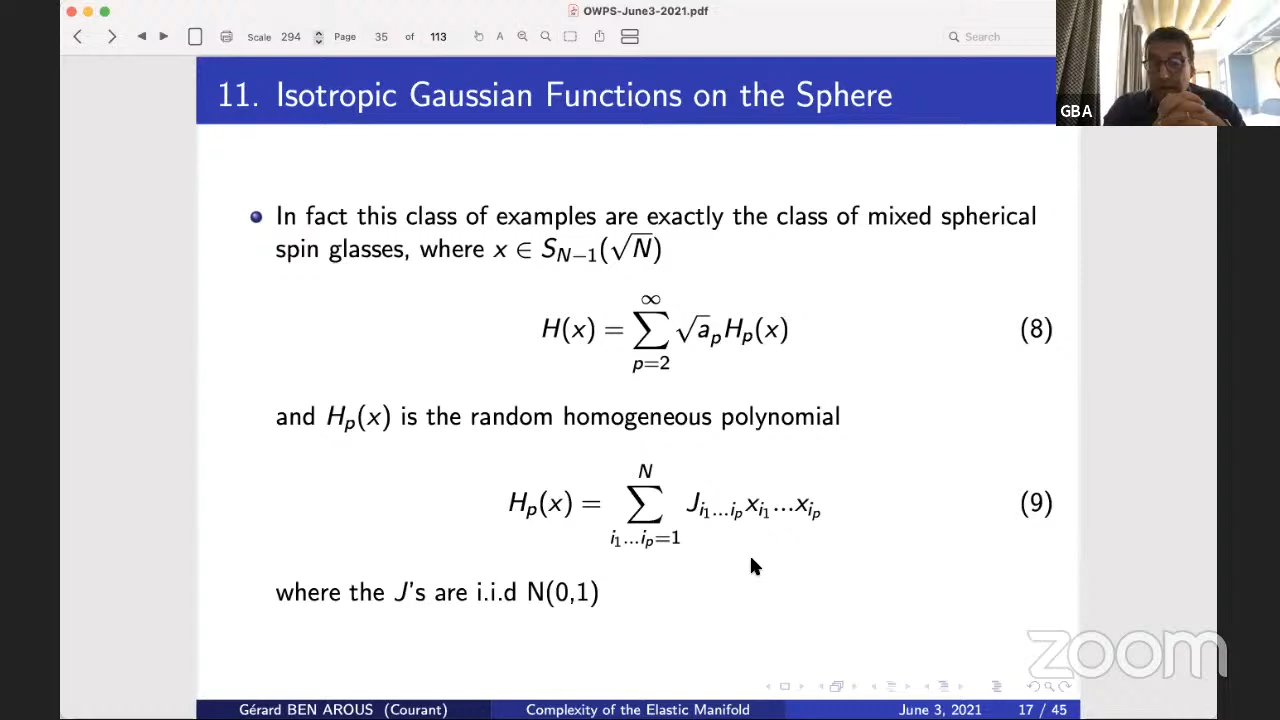 OWPS-June3-2021.pdf
Scale 294 Page 35 of 113 A Search
GBA
11. Isotropic Gaussian Functions on the Sphere
In fact this class of examples are exactly the class of mixed spherical
spin glasses, where x ∈ S_{N−1}(√N)
H(x) = ∑_{p=2}^{∞} √a_p H_p(x) (8)
and H_p(x) is the random homogeneous polynomial
H_p(x) = ∑_{i_1...i_p=1}^{N} J_{i_1...i_p} x_{i_1}...x_{i_p} (9)
where the J's are i.i.d N(0,1)
zoom
Gérard BEN AROUS (Courant) Complexity of the Elastic Manifold June 3, 2021 17 / 45